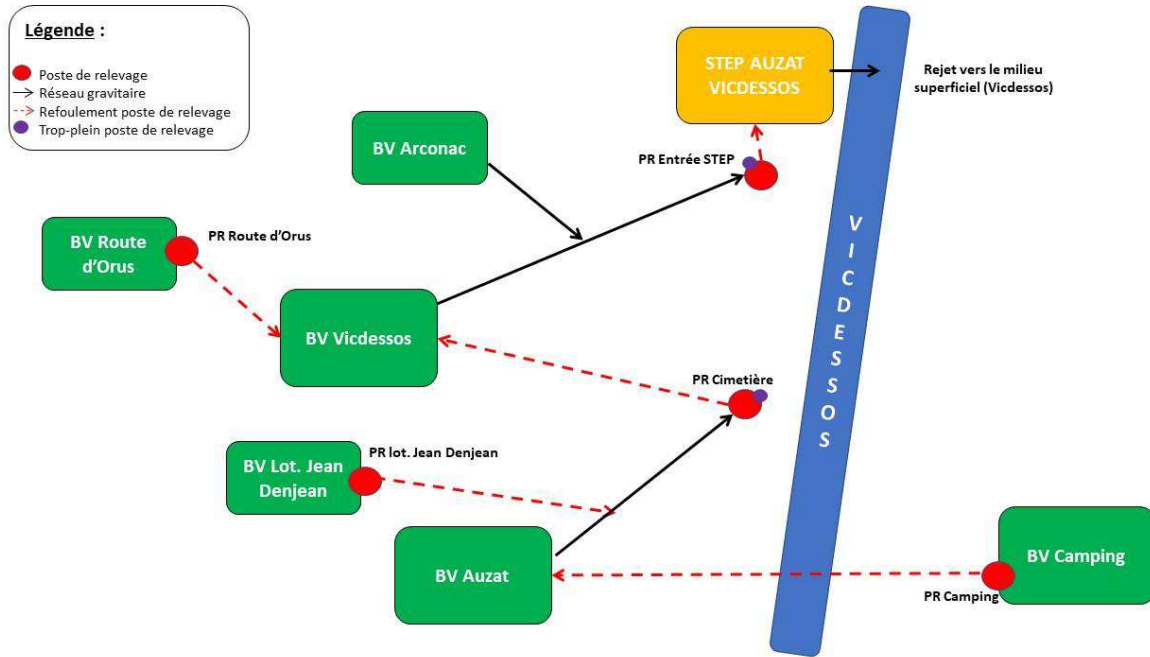 Légende :
Poste de relevage
Réseau gravitaire
Refoulement poste de relevage
Trop-plein poste de relevage
STEP AUZAT
VICDESSOS
Rejet vers le milieu
superficiel (Vicdessos)
BV Arconac
PR Entrée STEP
BV Route
d'Orus
PR Route d'Orus
VICDESSOS
BV Vicdessos
PR Cimetière
BV Lot. Jean
Denjean
PR lot. Jean Denjean
BV Auzat
BV Camping
PR Camping